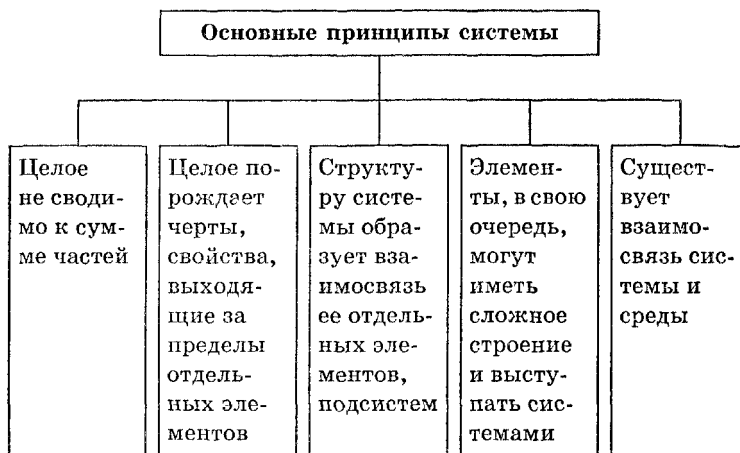 Основные принципы системы
Целое
не своди-
мо к сум-
ме частей
Целое по-
рождает
черты,
свойства,
выходя-
щие за
пределы
отдель-
ных эле-
ментов
Структу-
ру систе-
мы обра-
зует вза-
имосвязь
ее отдель-
ных эле-
ментов,
подсистем
Элемен-
ты, в свою
очередь,
могут
иметь
сложное
строение
и высту-
пать сис-
темами
Сущест-
вует
взаимо-
связь сис-
темы и
среды